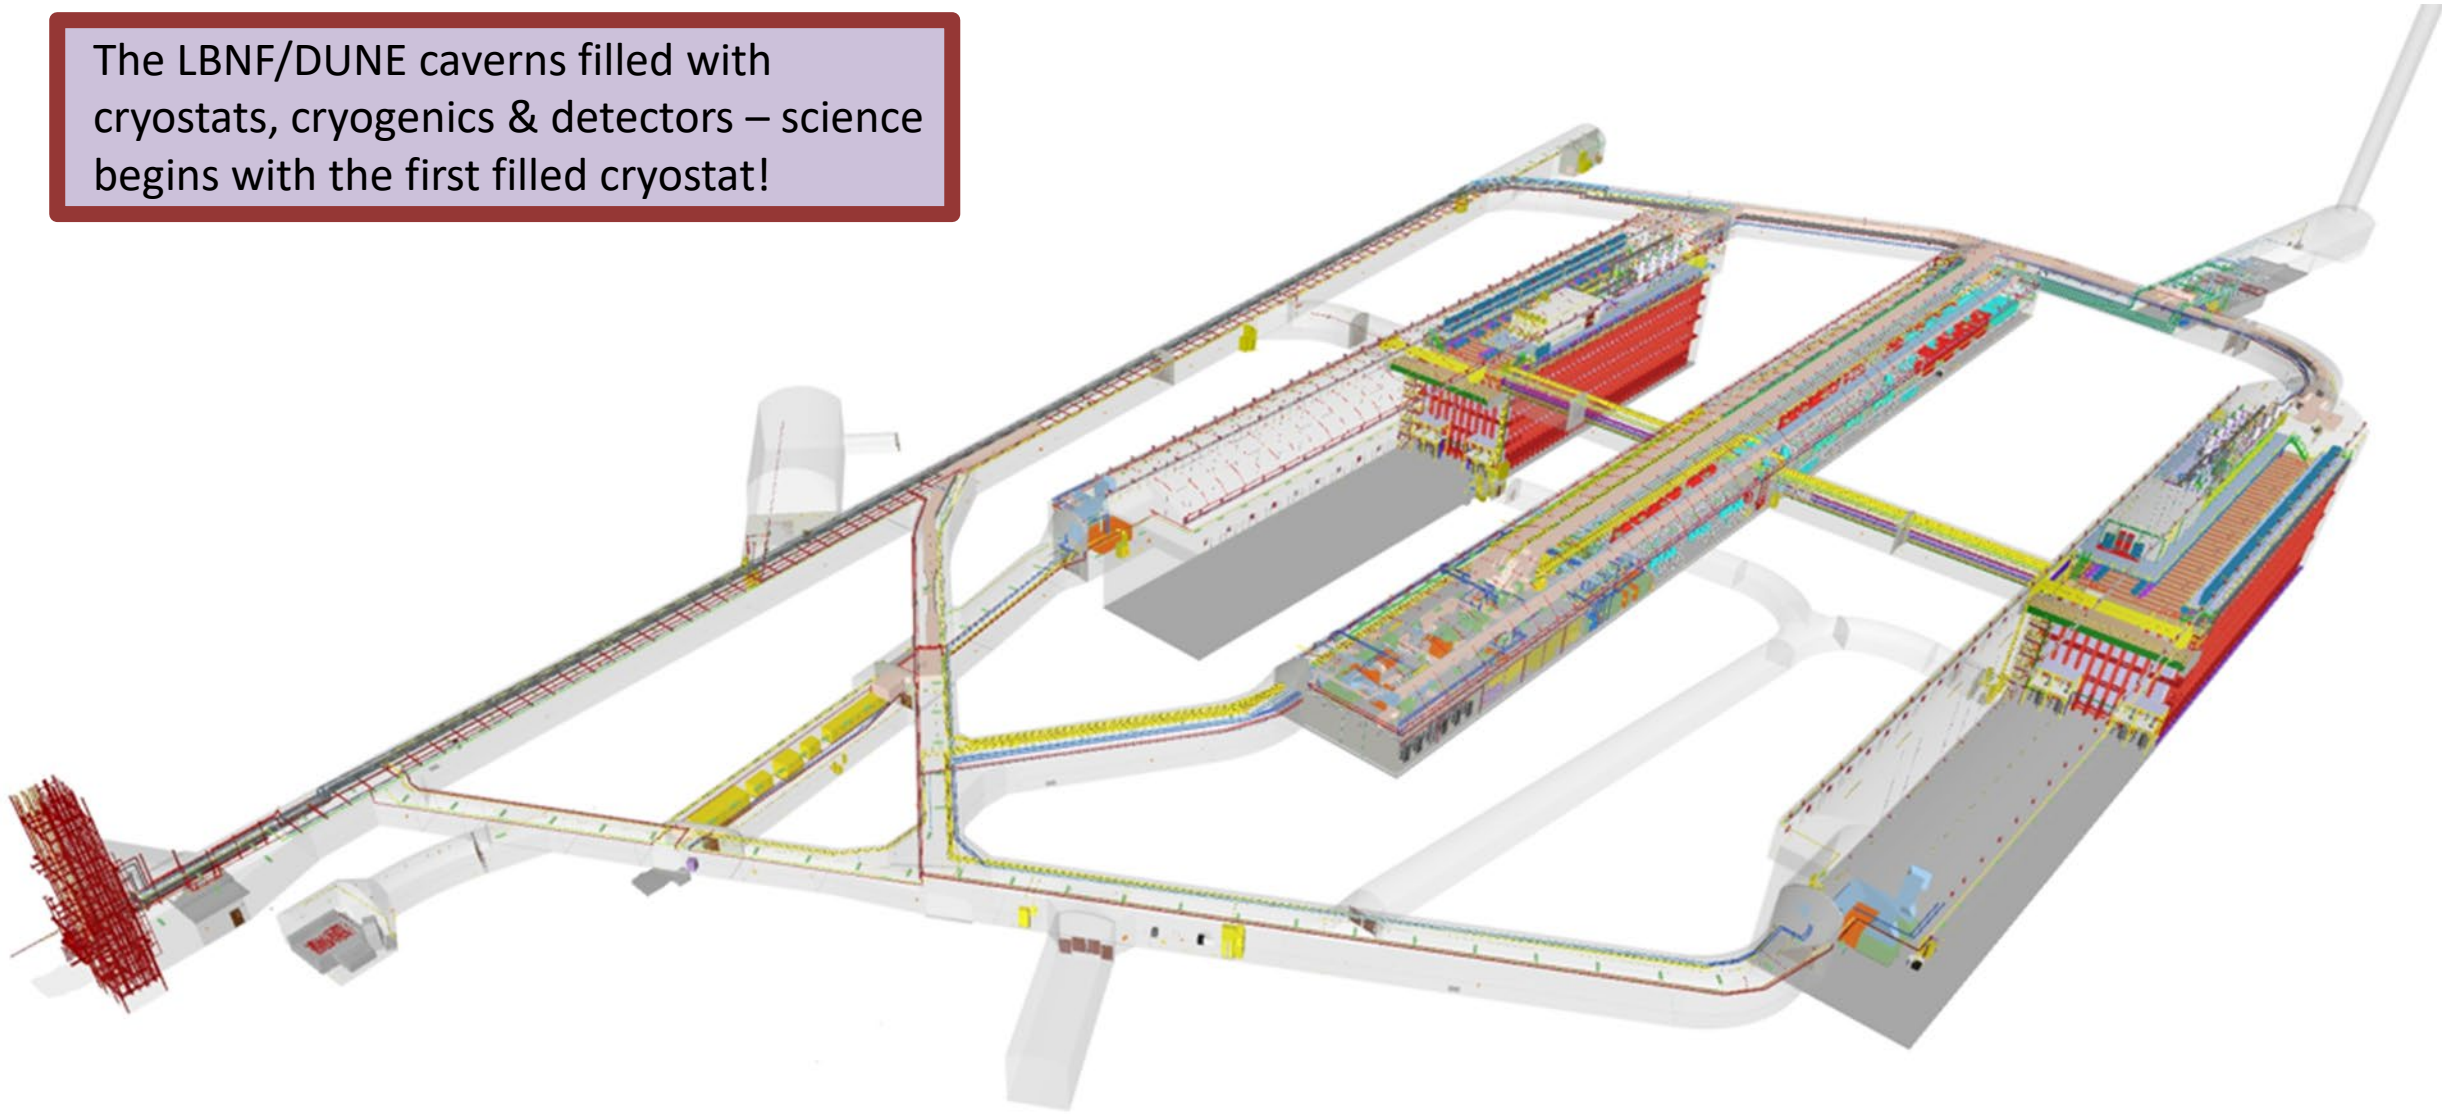 The LBNF/DUNE caverns filled with
cryostats, cryogenics & detectors – science
begins with the first filled cryostat!